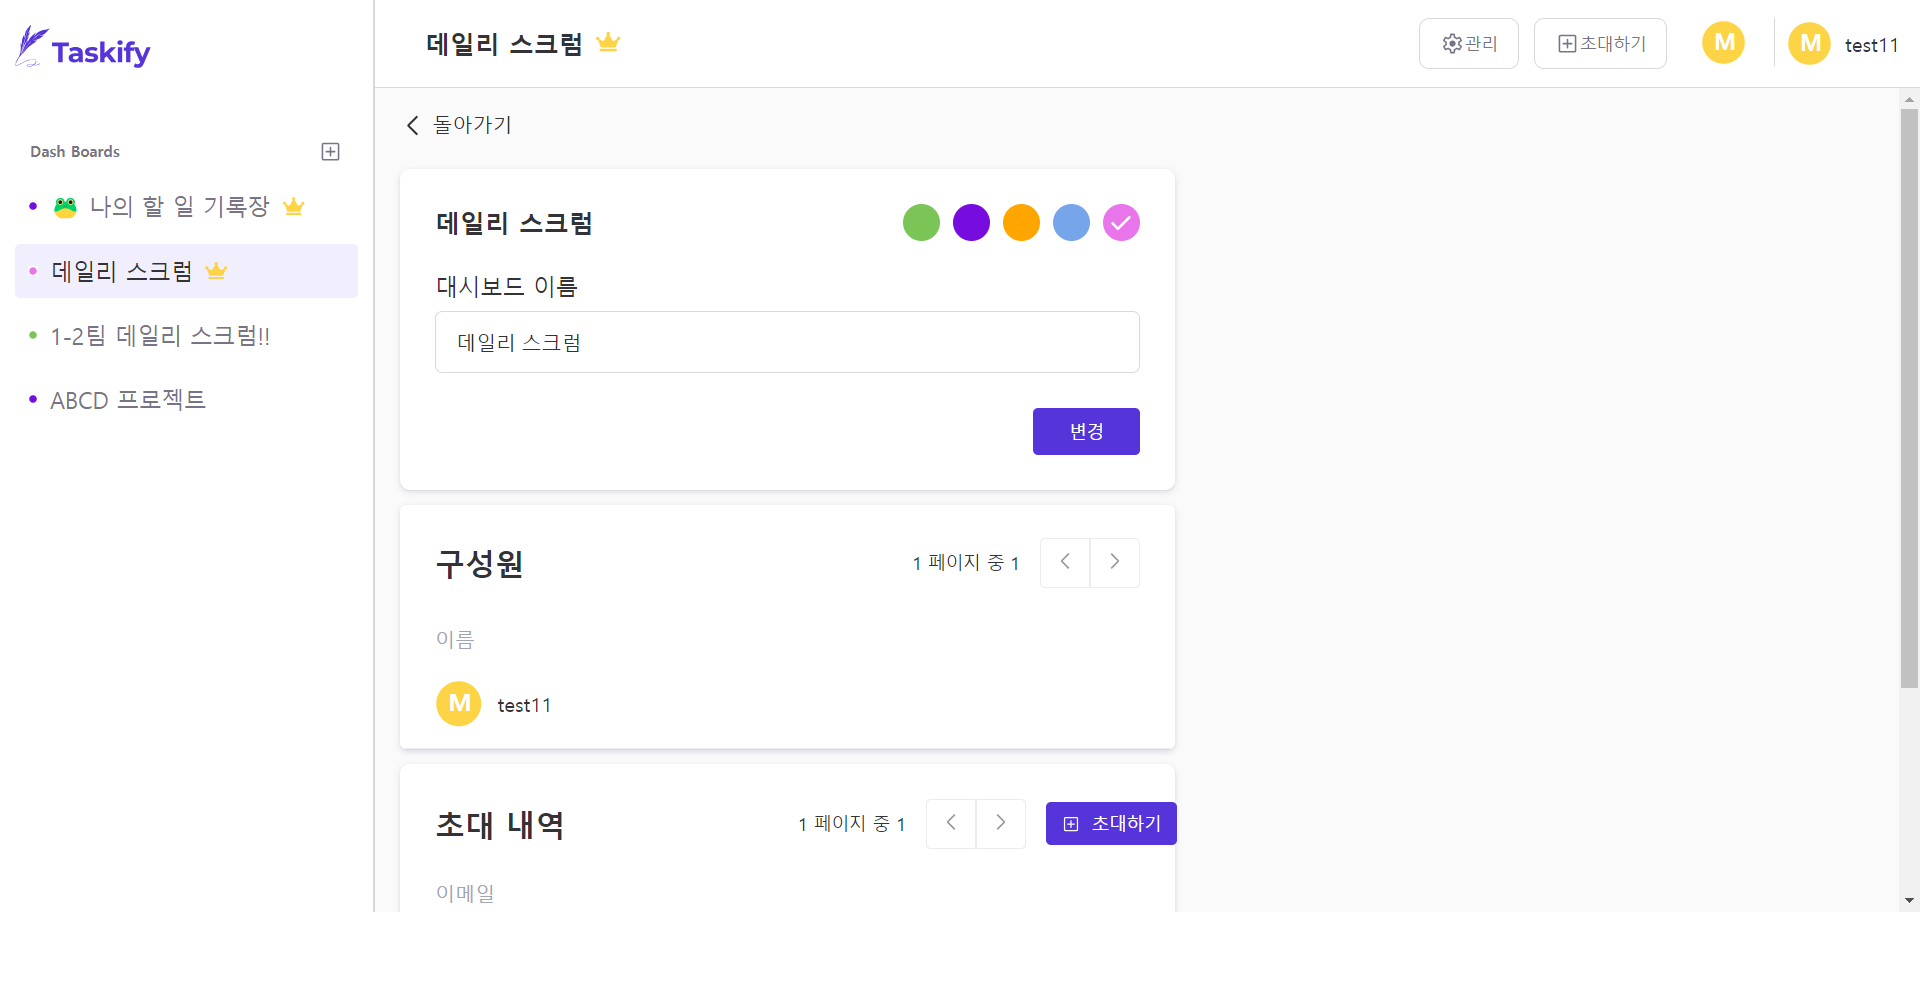 Taskify
Dash Boards
🐸 나의 할 일 기록장
데일리 스크럼
1-2팀 데일리 스크럼!!
ABCD 프로젝트
데일리 스크럼
관리
초대하기
M
M
test11
돌아가기
데일리 스크럼
대시보드 이름
데일리 스크럼
변경
구성원
1 페이지 중 1
이름
M
test11
초대 내역
1 페이지 중 1
초대하기
이메일